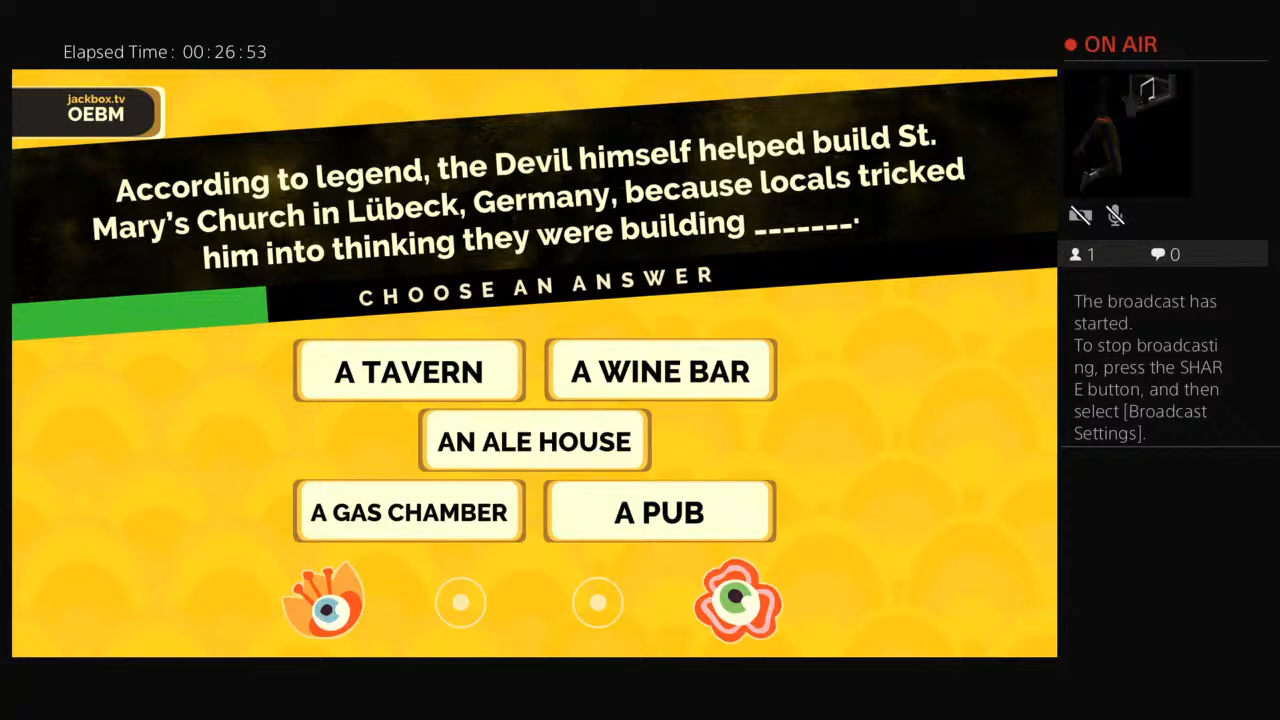 Elapsed Time: 00:26:53
ON AIR
jackbox.tv
OEBM
According to legend, the Devil himself helped build St.
Mary's Church in Lübeck, Germany, because locals tricked
him into thinking they were building _______.
CHOOSE AN ANSWER
A TAVERN
A WINE BAR
AN ALE HOUSE
A GAS CHAMBER
A PUB
1
0
The broadcast has
started.
To stop broadcasti
ng, press the SHAR
E button, and then
select [Broadcast
Settings].